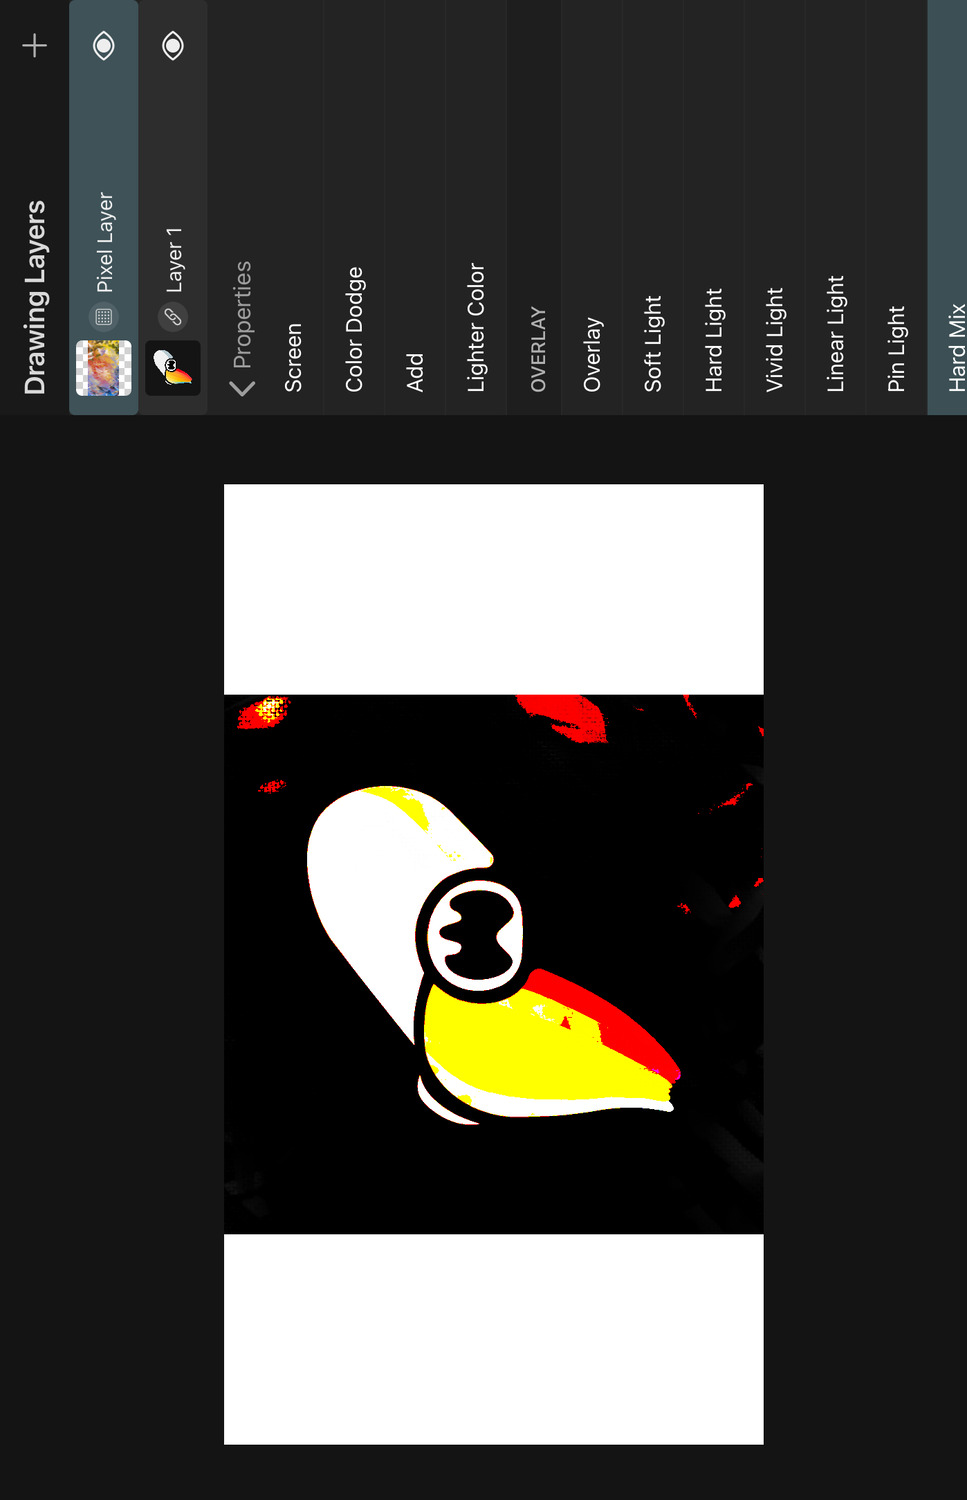 Drawing Layers
Pixel Layer
Layer 1
Properties
Screen
Color Dodge
Add
Lighter Color
OVERLAY
Overlay
Soft Light
Hard Light
Vivid Light
Linear Light
Pin Light
Hard Mix